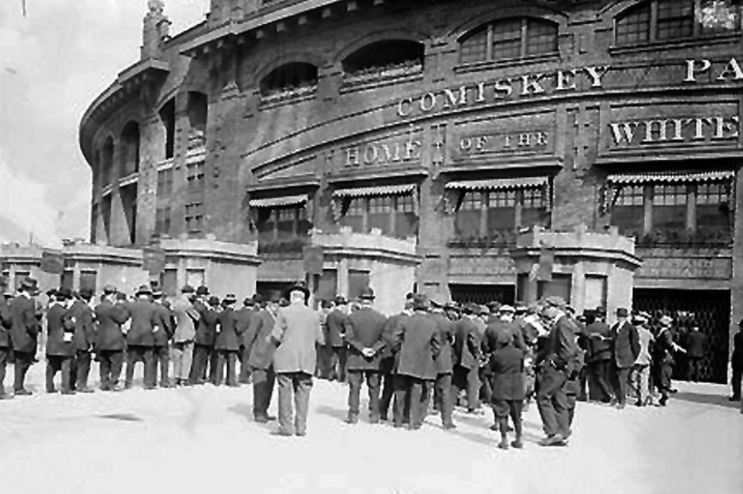 COMISKEY PA
HOME OF THE
WHITE